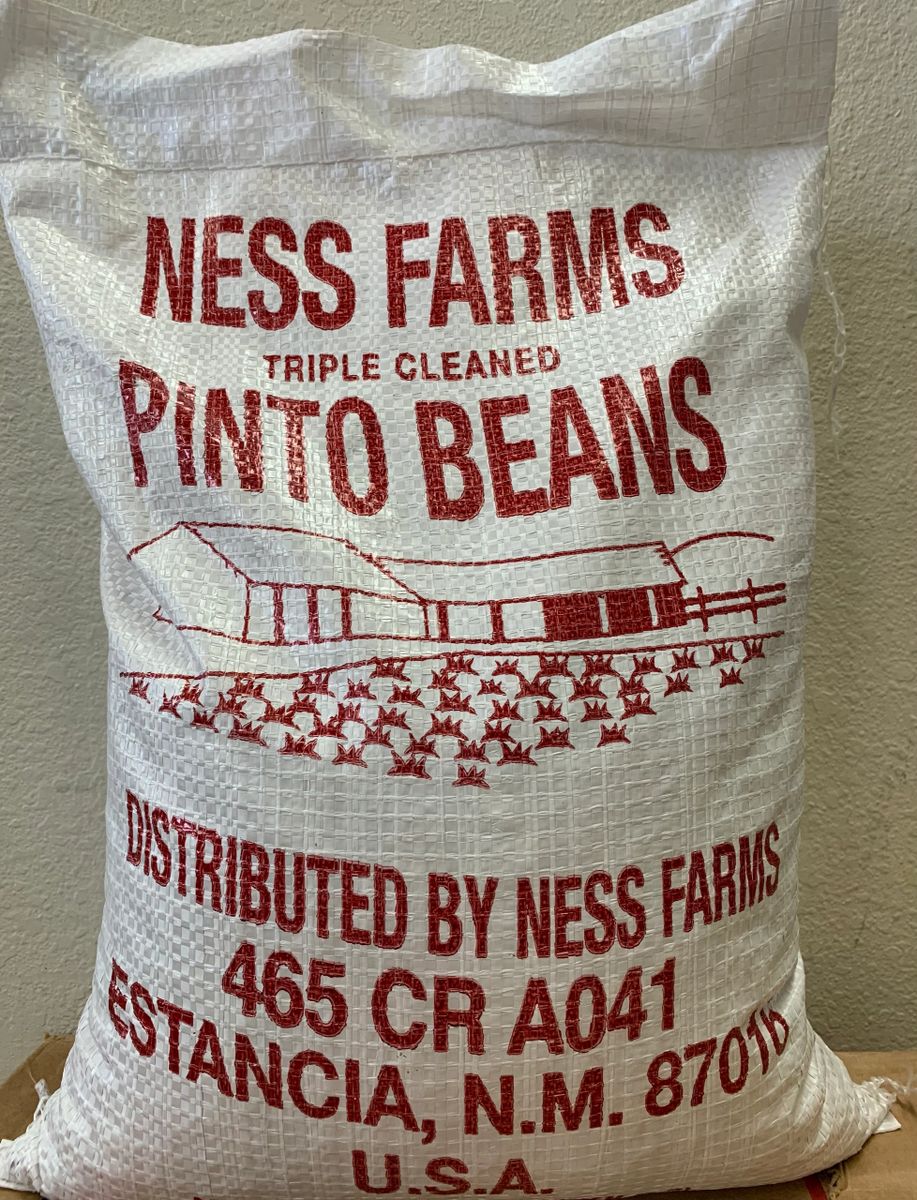 NESS FARMS
TRIPLE CLEANED
PINTO BEANS
DISTRIBUTED BY NESS FARMS
465 CR A041
ESTANCIA, N.M. 87016
U.S.A.